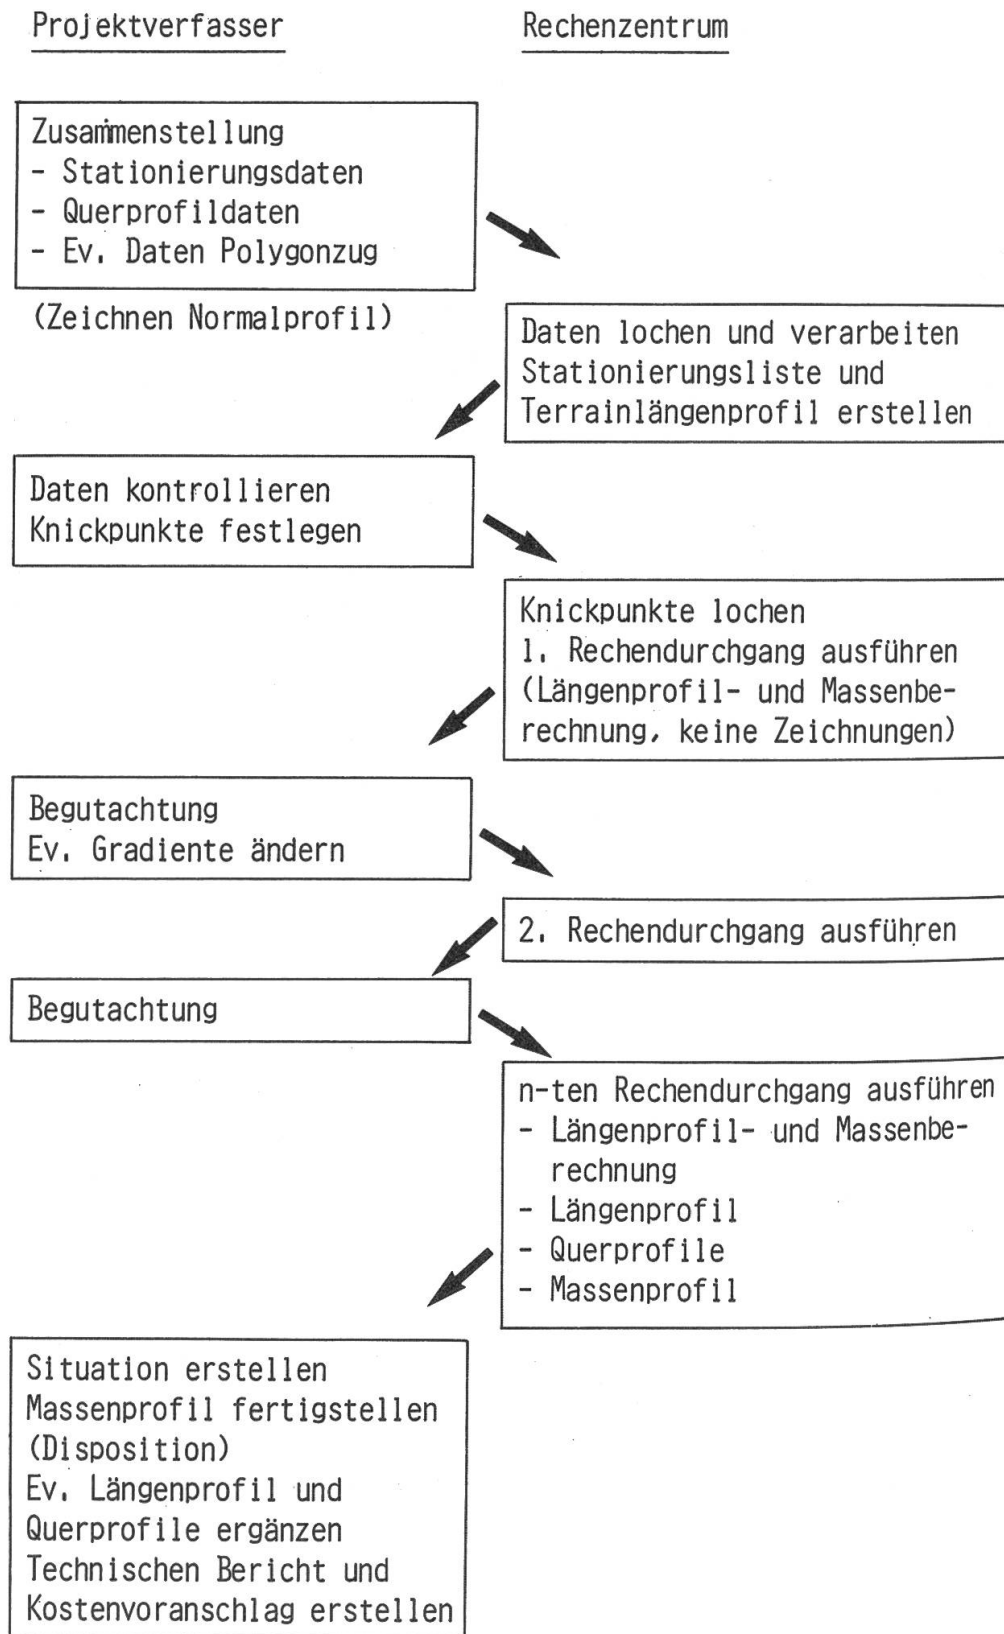 Projektverfasser
Rechenzentrum
Zusammenstellung
- Stationierungsdaten
- Querprofildaten
- Ev. Daten Polygonzug
(Zeichnen Normalprofil)
Daten lochen und verarbeiten
Stationierungsliste und
Terrainlängenprofil erstellen
Daten kontrollieren
Knickpunkte festlegen
Knickpunkte lochen
1. Rechendurchgang ausführen
(Längenprofil- und Massenbe-
rechnung, keine Zeichnungen)
Begutachtung
Ev. Gradiente ändern
2. Rechendurchgang ausführen
Begutachtung
n-ten Rechendurchgang ausführen
- Längenprofil- und Massenbe-
rechnung
- Längenprofil
- Querprofile
- Massenprofil
Situation erstellen
Massenprofil fertigstellen
(Disposition)
Ev. Längenprofil und
Querprofile ergänzen
Technischen Bericht und
Kostenvoranschlag erstellen